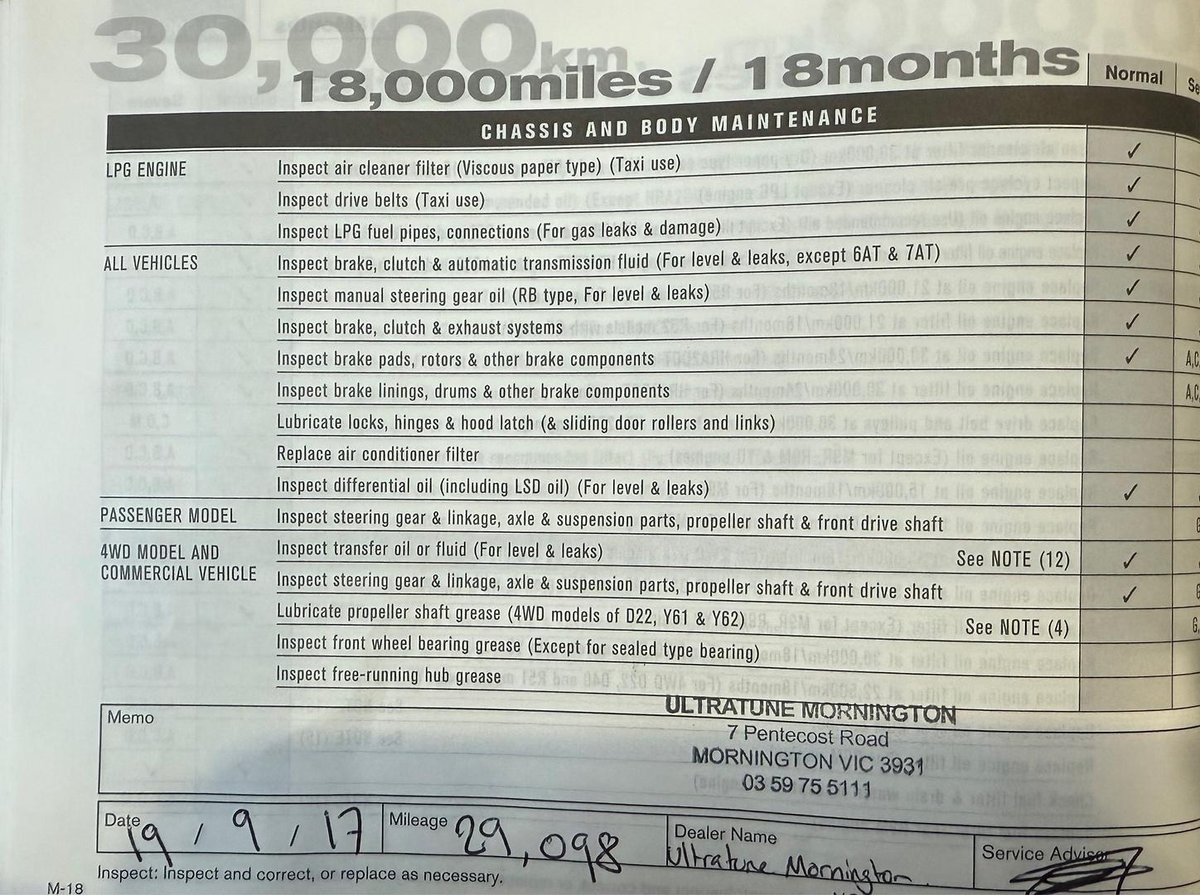 30,000km
18,000miles / 18months
Normal
CHASSIS AND BODY MAINTENANCE
LPG ENGINE Inspect air cleaner filter (Viscous paper type) (Taxi use) ✓
Inspect drive belts (Taxi use) ✓
Inspect LPG fuel pipes, connections (For gas leaks & damage) ✓
ALL VEHICLES Inspect brake, clutch & automatic transmission fluid (For level & leaks, except 6AT & 7AT) ✓
Inspect manual steering gear oil (RB type, For level & leaks) ✓
Inspect brake, clutch & exhaust systems ✓
Inspect brake pads, rotors & other brake components ✓ A,C
Inspect brake linings, drums & other brake components A,C,
Lubricate locks, hinges & hood latch (& sliding door rollers and links)
Replace air conditioner filter
Inspect differential oil (including LSD oil) (For level & leaks) ✓
PASSENGER MODEL Inspect steering gear & linkage, axle & suspension parts, propeller shaft & front drive shaft
4WD MODEL AND Inspect transfer oil or fluid (For level & leaks) See NOTE (12) ✓
COMMERCIAL VEHICLE Inspect steering gear & linkage, axle & suspension parts, propeller shaft & front drive shaft ✓
Lubricate propeller shaft grease (4WD models of D22, Y61 & Y62) See NOTE (4)
Inspect front wheel bearing grease (Except for sealed type bearing)
Inspect free-running hub grease
Memo
ULTRATUNE MORNINGTON
7 Pentecost Road
MORNINGTON VIC 3931
03 59 75 5111
Date 19 / 9 / 17 Mileage 29,098 Dealer Name Ultratune Mornington Service Advisor
Inspect: Inspect and correct, or replace as necessary.
M-18